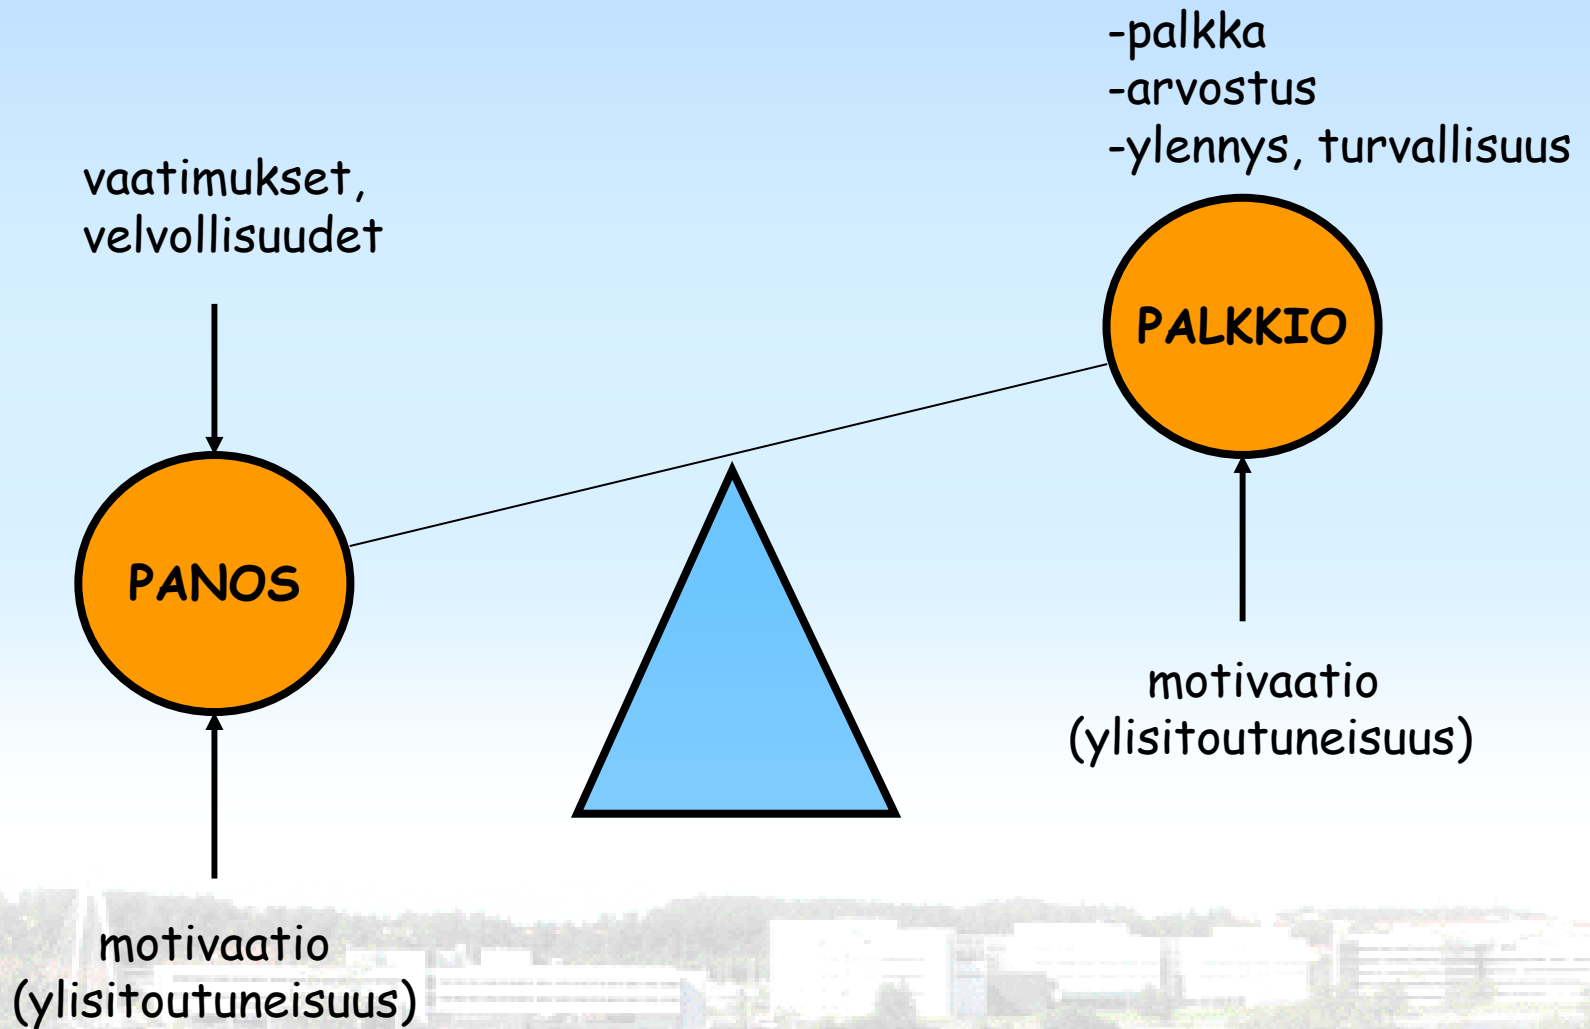 -palkka
-arvostus
-ylennys, turvallisuus
vaatimukset,
velvollisuudet
PALKKIO
PANOS
motivaatio
(ylisitoutuneisuus)
motivaatio
(ylisitoutuneisuus)